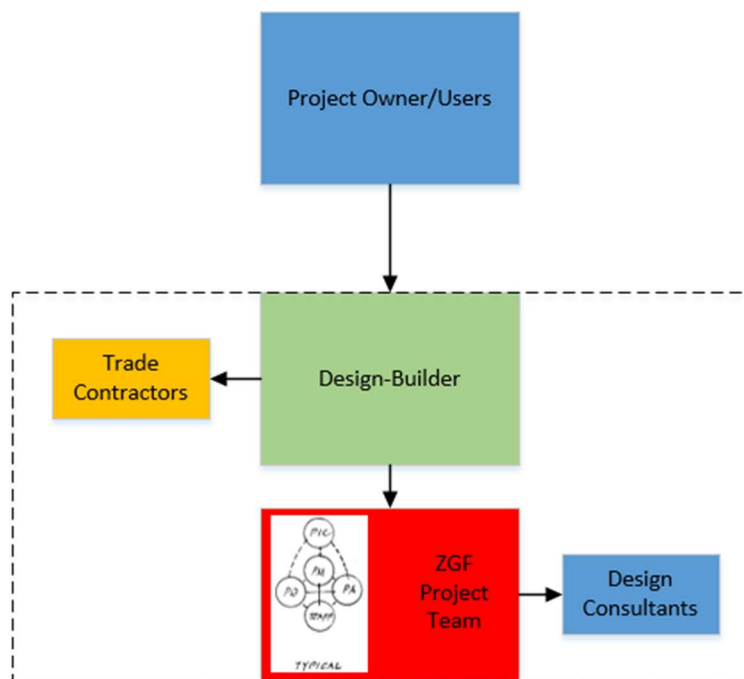 Project Owner/Users
Trade
Contractors
Design-Builder
PIC
PM
PD
PA
STAFF
TYPICAL
ZGF
Project
Team
Design
Consultants